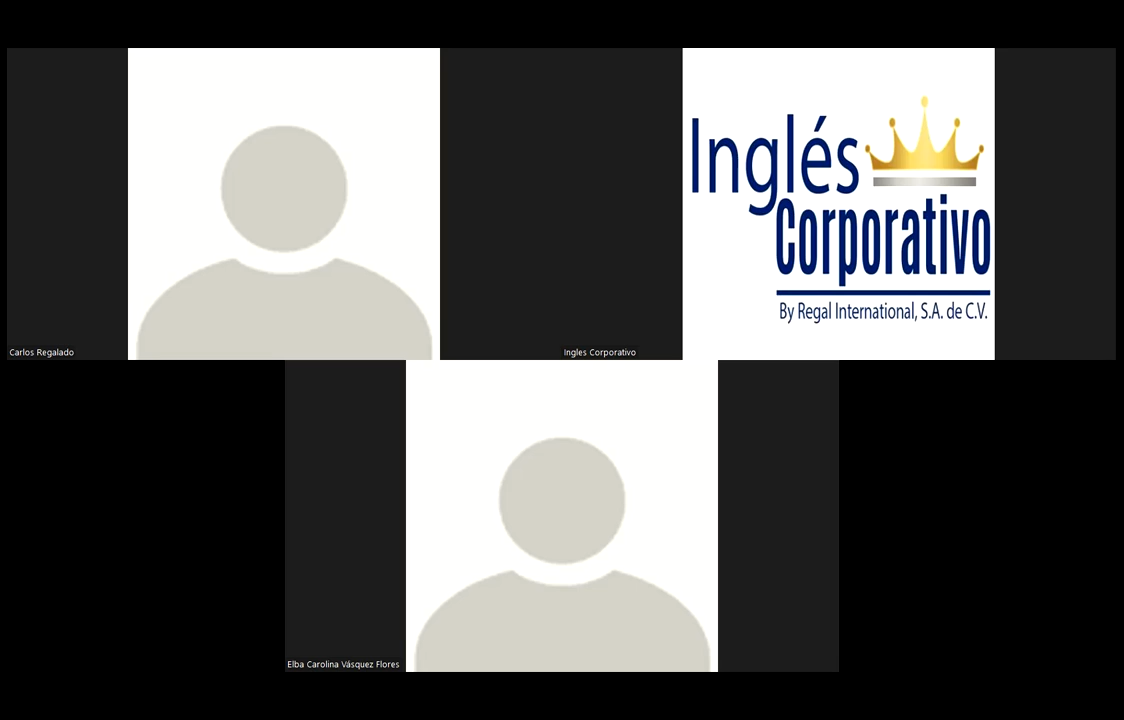 Inglés
Corporativo
By Regal International, S.A. de C.V.
Carlos Regalado
Ingles Corporativo
Elba Carolina Vásquez Flores